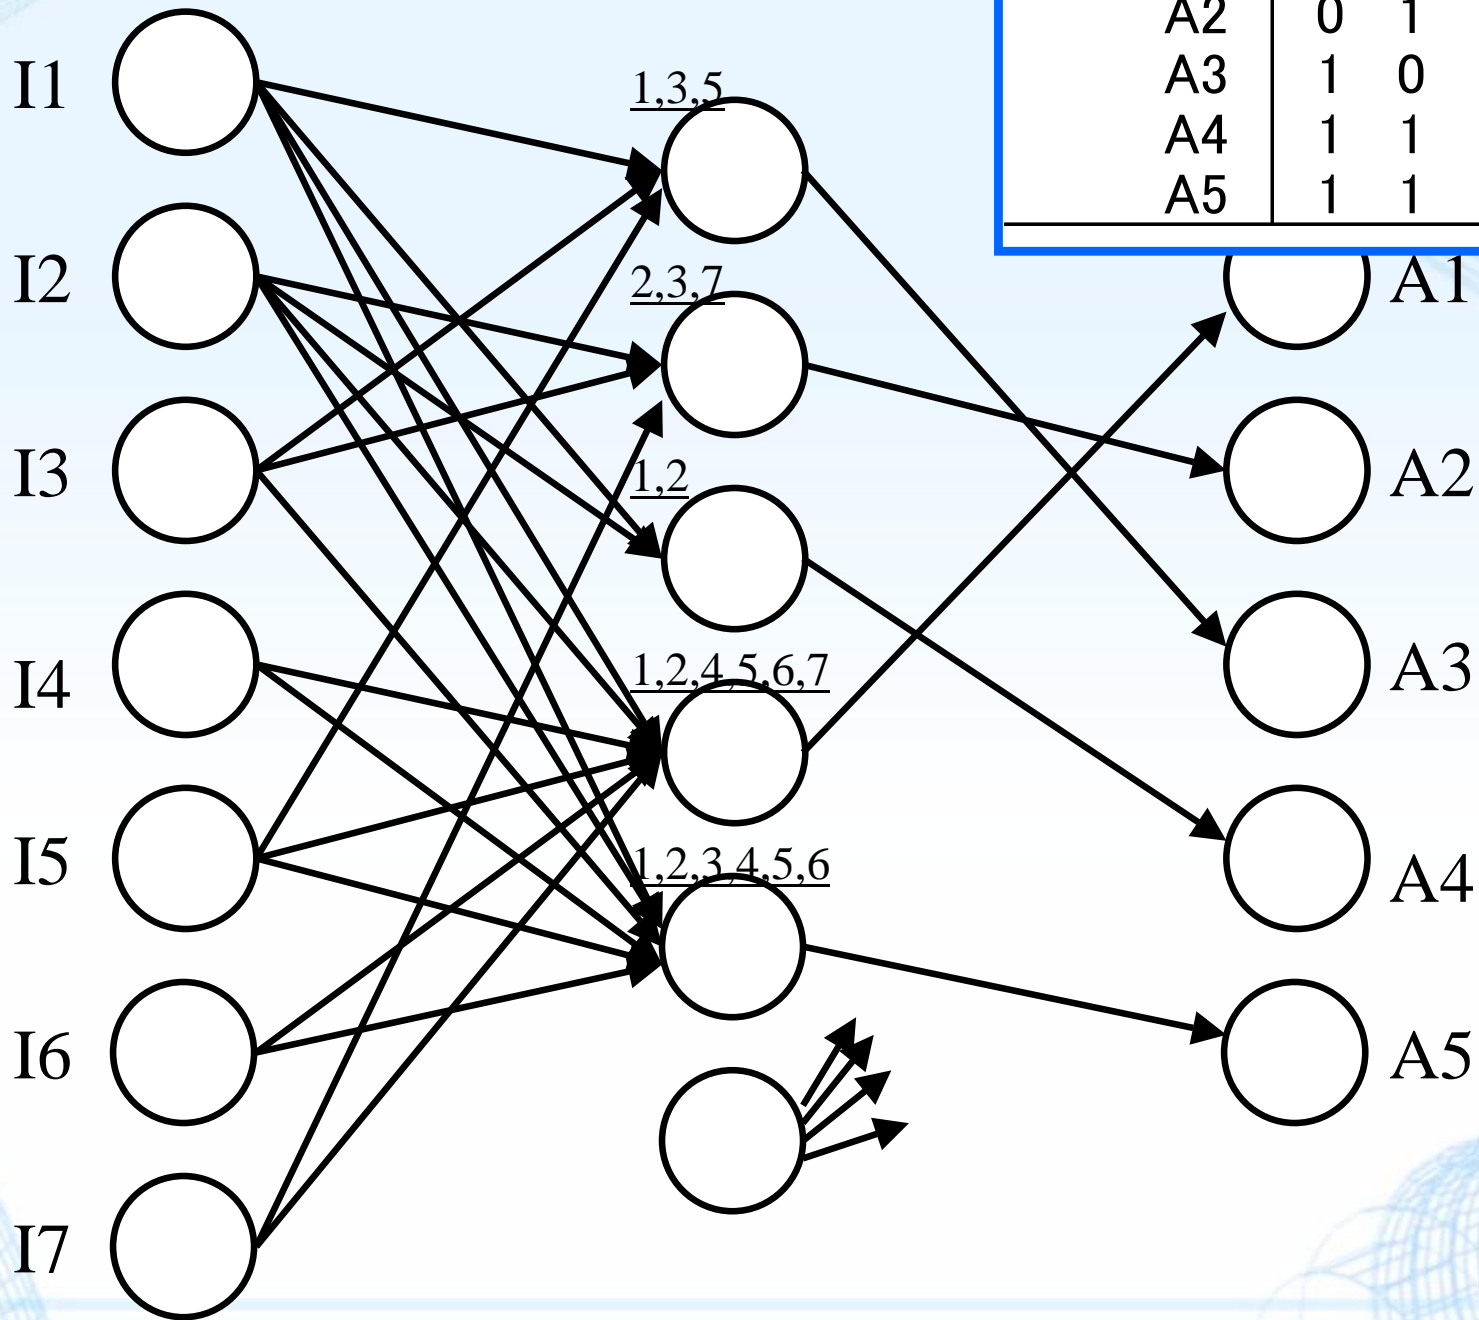 A2 0 1
A3 1 0
A4 1 1
A5 1 1
I1
I2
I3
I4
I5
I6
I7
1,3,5
2,3,7
1,2
1,2,4,5,6,7
1,2,3,4,5,6
A1
A2
A3
A4
A5